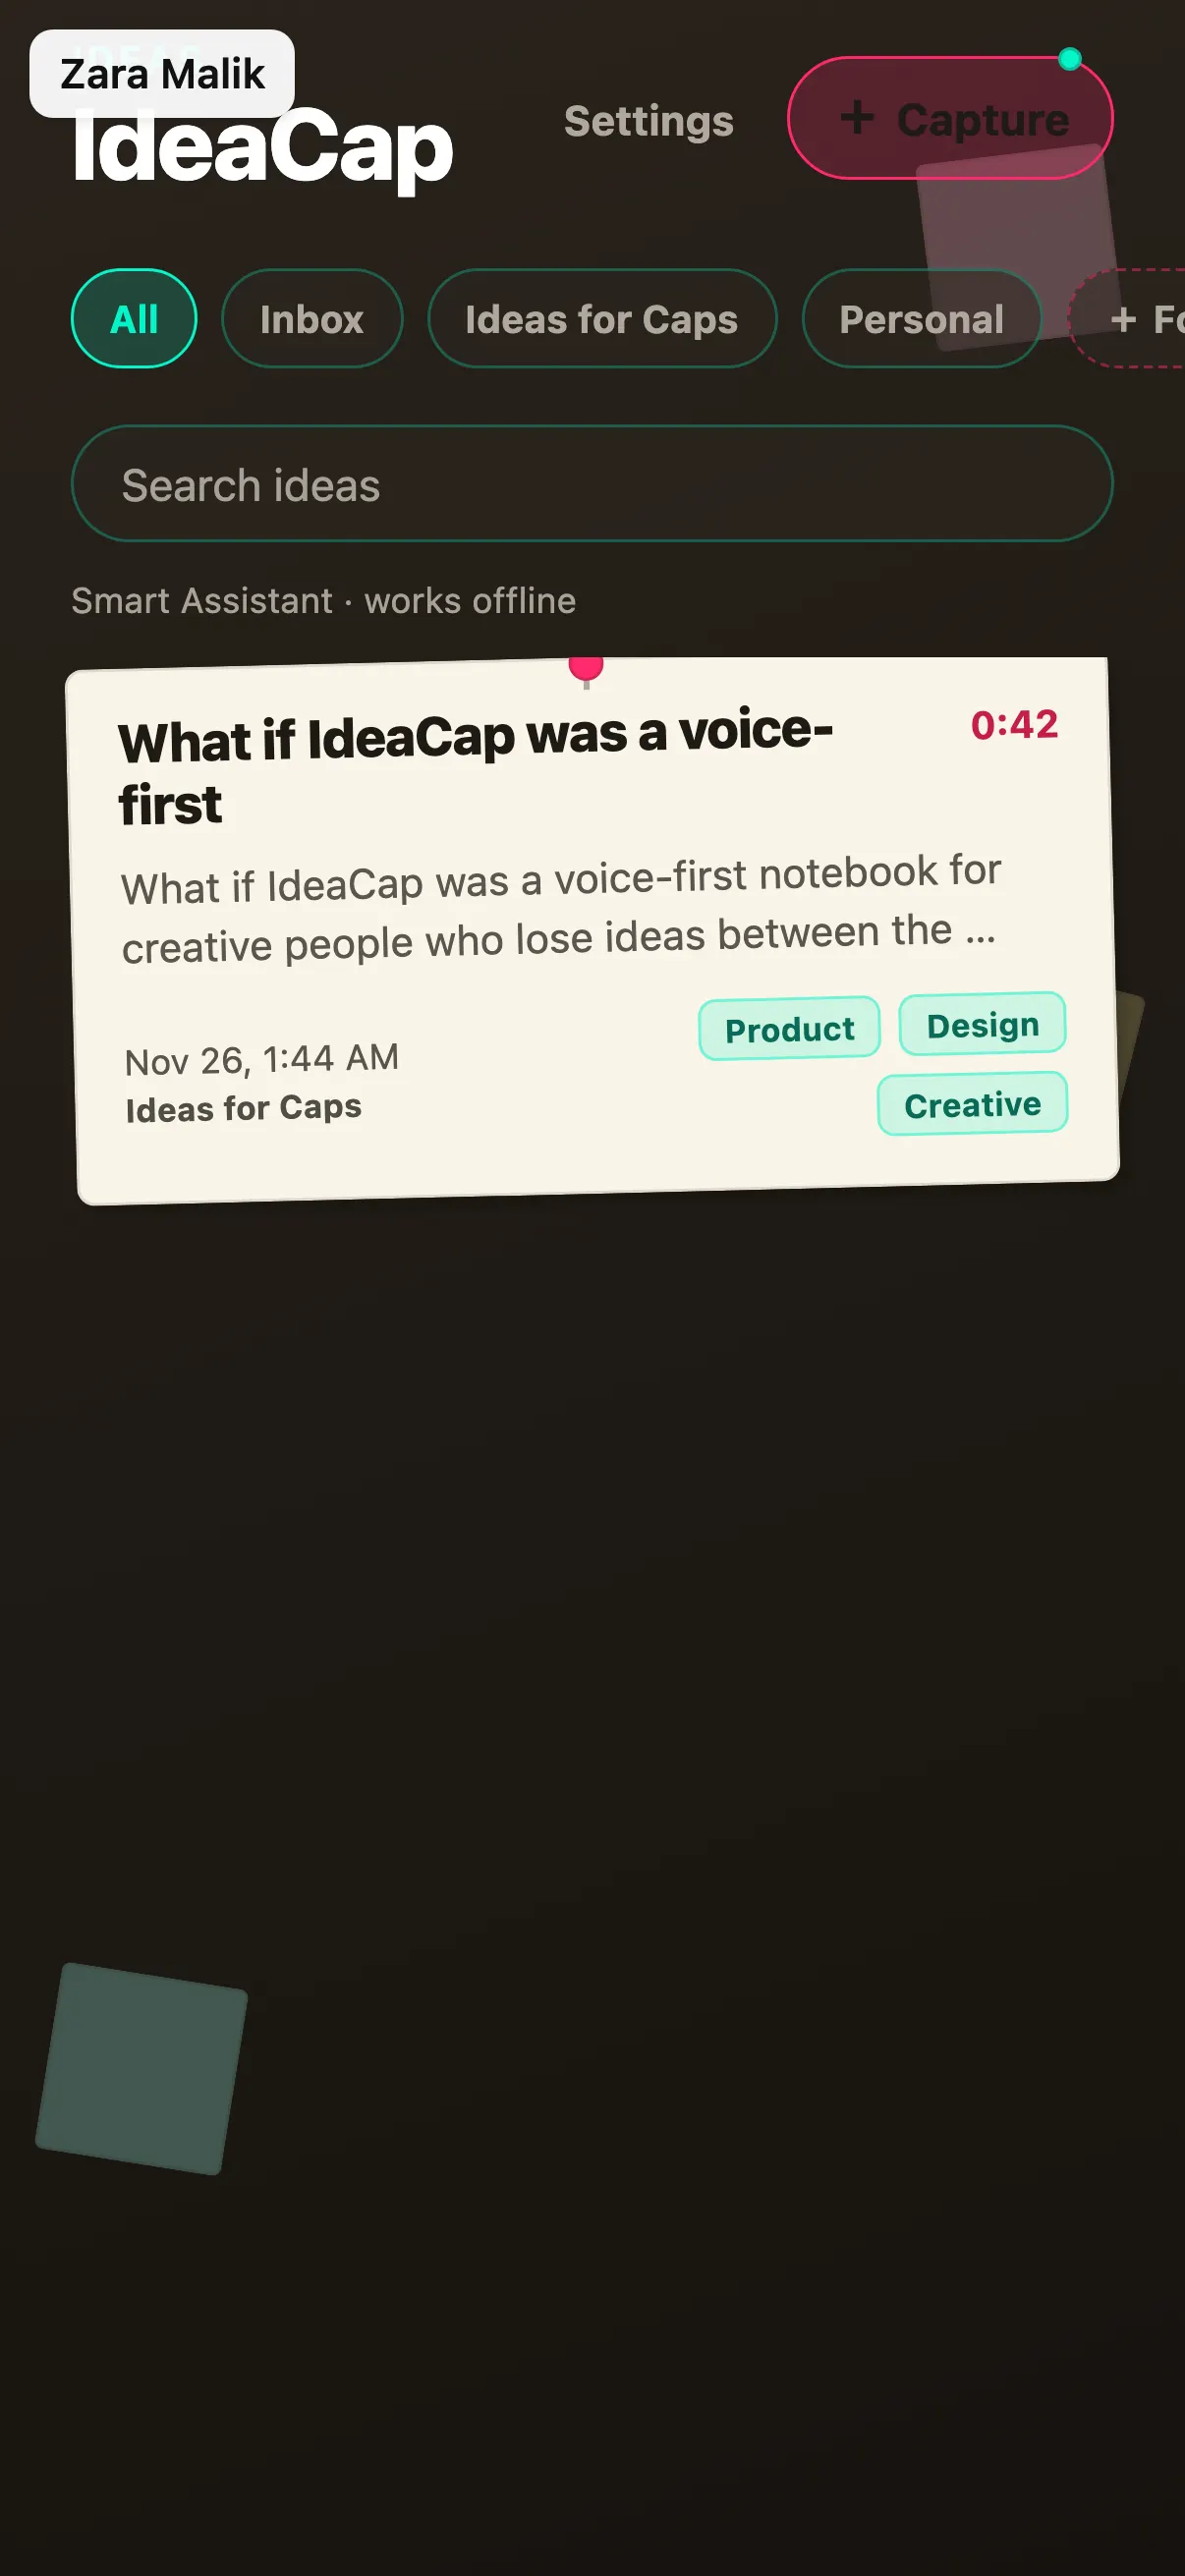 Zara Malik
IdeaCap
Settings
+ Capture
All
Inbox
Ideas for Caps
Personal
+
Search ideas
Smart Assistant · works offline
What if IdeaCap was a voice-
first
0:42
What if IdeaCap was a voice-first notebook for
creative people who lose ideas between the ...
Product
Design
Creative
Nov 26, 1:44 AM
Ideas for Caps